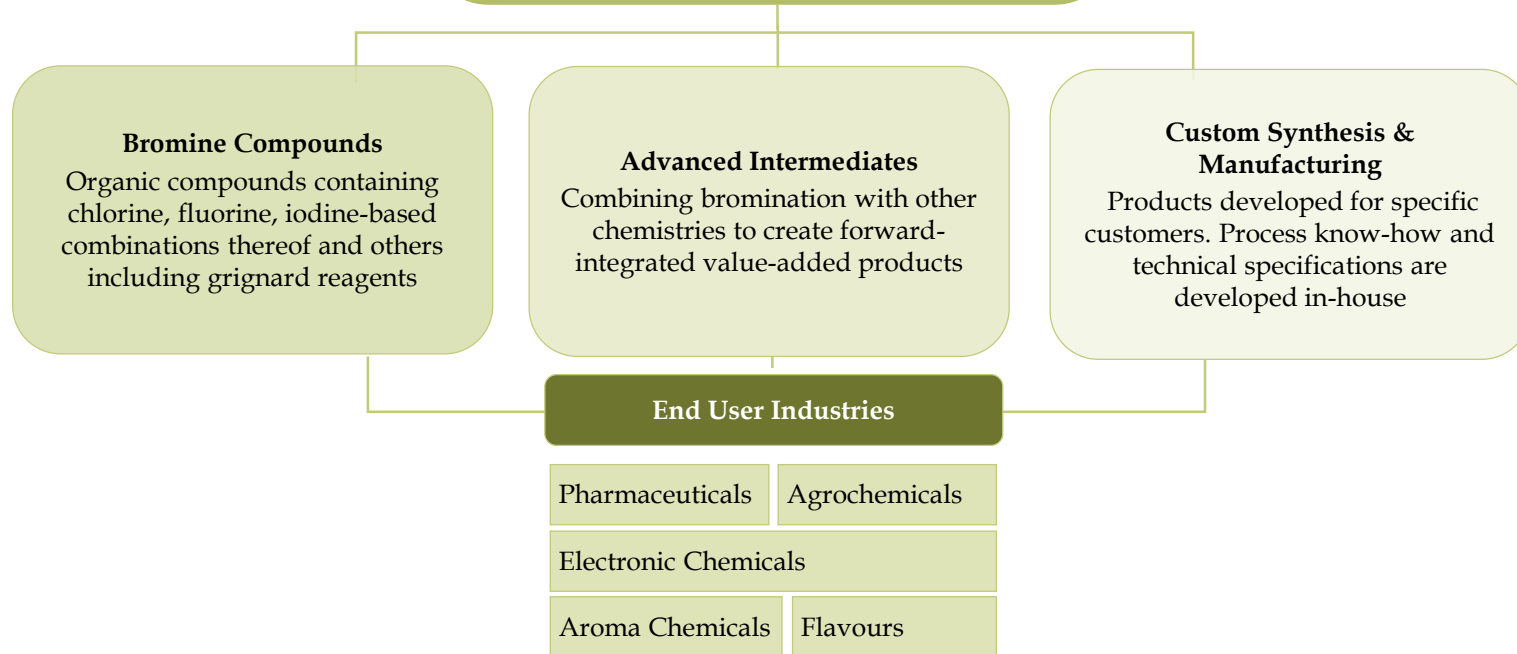 Bromine Compounds
Organic compounds containing
chlorine, fluorine, iodine-based
combinations thereof and others
including grignard reagents
Advanced Intermediates
Combining bromination with other
chemistries to create forward-
integrated value-added products
Custom Synthesis &
Manufacturing
Products developed for specific
customers. Process know-how and
technical specifications are
developed in-house
End User Industries
Pharmaceuticals
Agrochemicals
Electronic Chemicals
Aroma Chemicals
Flavours